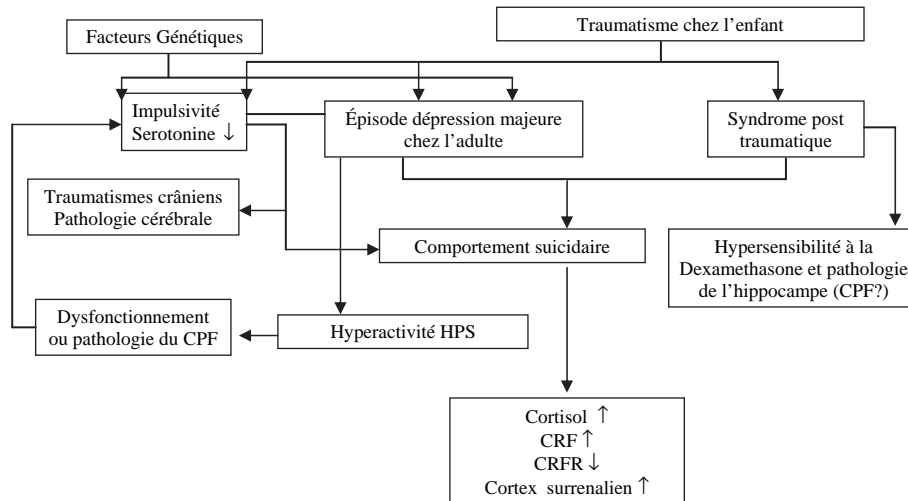 Facteurs Génétiques
Traumatisme chez l'enfant
Impulsivité
Serotonine ↓
Épisode dépression majeure
chez l'adulte
Syndrome post
traumatique
Traumatismes crâniens
Pathologie cérébrale
Comportement suicidaire
Hypersensibilité à la
Dexamethasone et pathologie
de l'hippocampe (CPF?)
Dysfonctionnement
ou pathologie du CPF
Hyperactivité HPS
Cortisol ↑
CRF ↑
CRFR ↓
Cortex surrenalien ↑